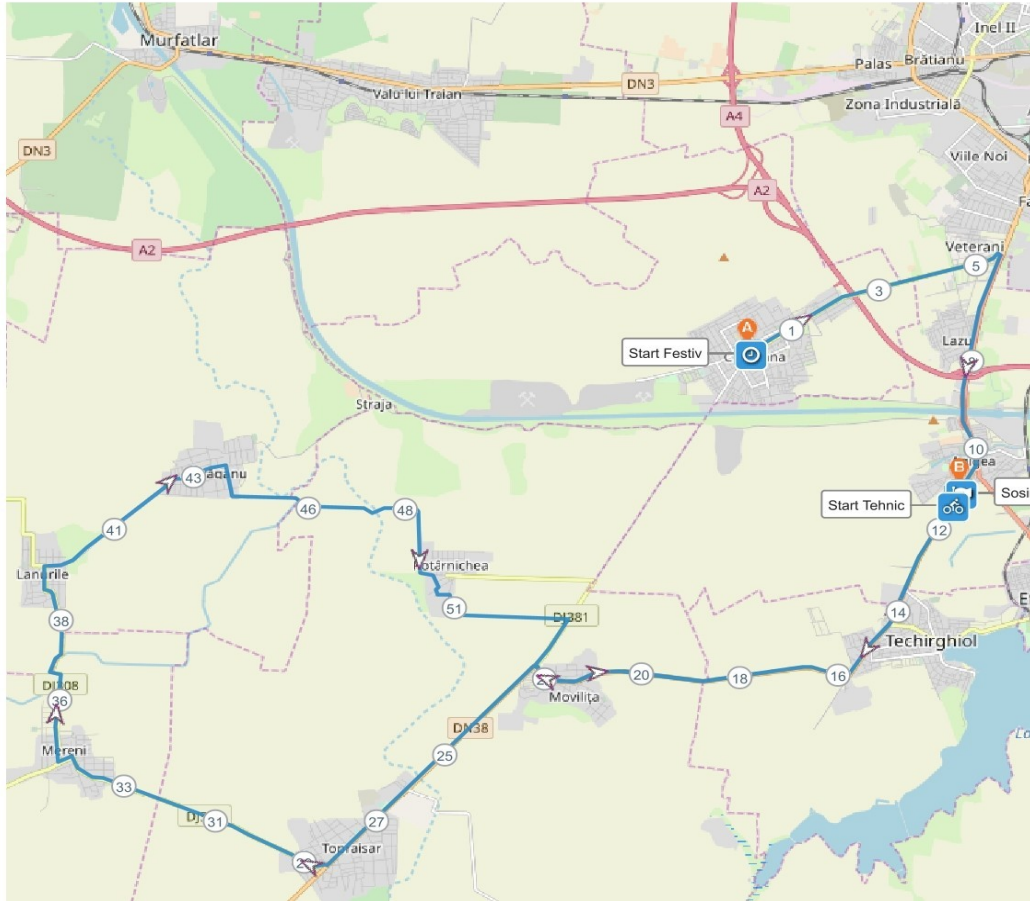 Inel II
Murfatlar
Palas
Brătianu
DN3
Valu lui Traian
Zona Industrială
A4
DN3
Viile Noi
A2
A2
Veterani
5
3
1
A
Lazu
Start Festiv
Straja
10
B
43
Start Tehnic
Sosi
46
48
41
12
Lanurile
51
14
38
DJ381
Techirghiol
20
18
16
36
Movilița
DN38
Mereni
25
33
31
27
Topraisar